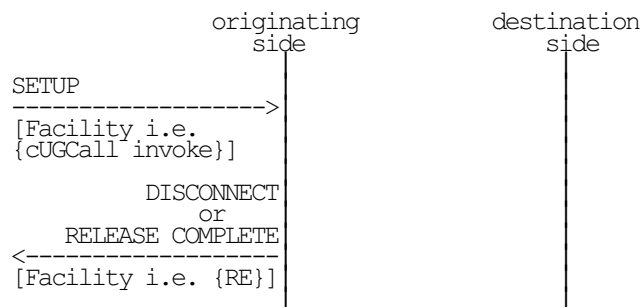 originating
side
destination
side
SETUP
[Facility i.e.
{cUGCall invoke}]
DISCONNECT
or
RELEASE COMPLETE
[Facility i.e. {RE}]